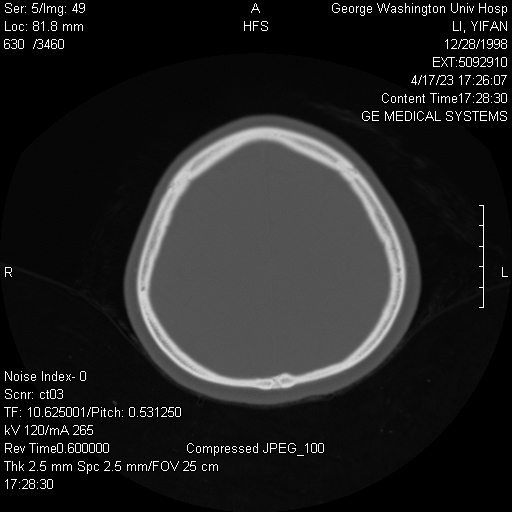 Ser: 5/Img: 49
Loc: 81.8 mm
630 /3460
A
HFS
George Washington Univ Hosp
LI, YIFAN
12/28/1998
EXT:5092910
4/17/23 17:26:07
Content Time17:28:30
GE MEDICAL SYSTEMS
R
L
Noise Index- 0
Scnr: ct03
TF: 10.625001/Pitch: 0.531250
kV 120/mA 265
Rev Time0.600000
Compressed JPEG_100
Thk 2.5 mm Spc 2.5 mm/FOV 25 cm
17:28:30